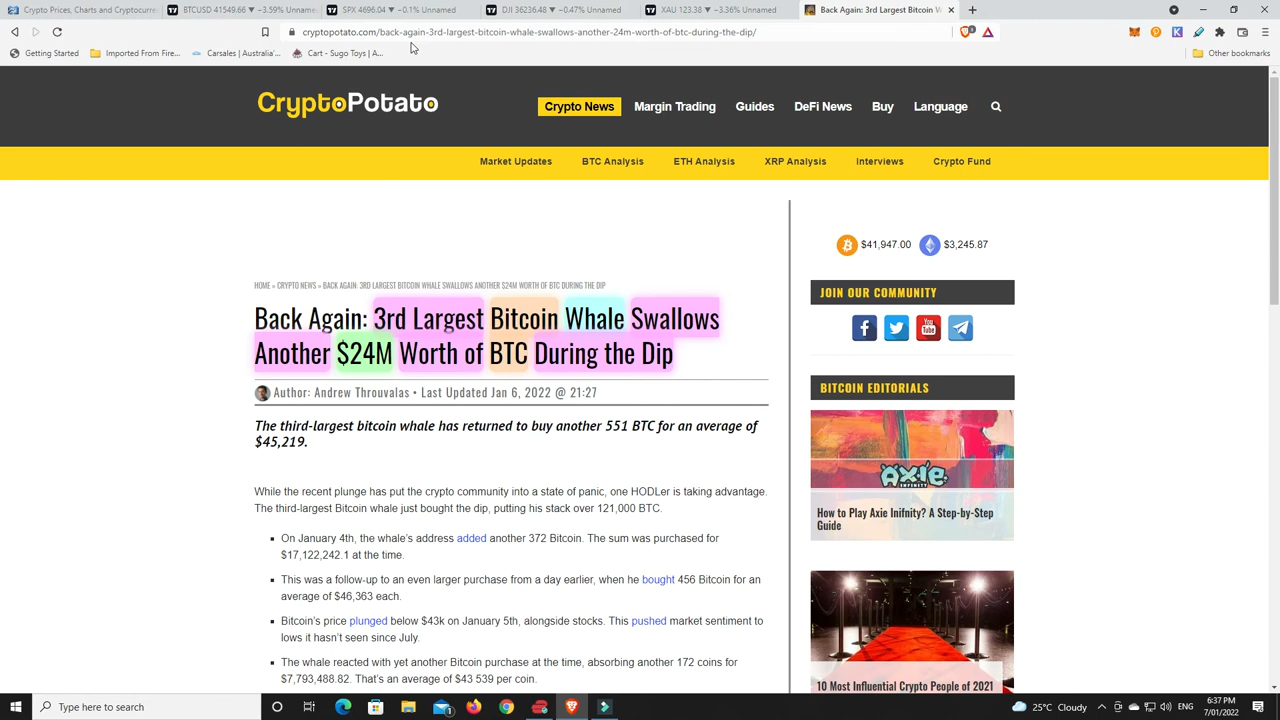 Crypto Prices, Charts and Cryptocurr
BTCUSD 41549.66 ▼ −3.59% Unname
SPX 4696.04 ▼ −0.1% Unnamed
DJI 36236.48 ▼ −0.47% Unnamed
XAU 123.38 ▼ −3.36% Unnamed
Back Again: 3rd Largest Bitcoin W
cryptopotato.com/back-again-3rd-largest-bitcoin-whale-swallows-another-24m-worth-of-btc-during-the-dip/
Getting Started
Imported From Fire...
Carsales | Australia'...
Cart - Sugo Toys | A...
Other bookmarks
CryptoPotato
Crypto News
Margin Trading
Guides
DeFi News
Buy
Language
Market Updates
BTC Analysis
ETH Analysis
XRP Analysis
Interviews
Crypto Fund
$41,947.00
$3,245.87
HOME » CRYPTO NEWS » BACK AGAIN: 3RD LARGEST BITCOIN WHALE SWALLOWS ANOTHER $24M WORTH OF BTC DURING THE DIP
Back Again: 3rd Largest Bitcoin Whale Swallows
Another $24M Worth of BTC During the Dip
Author: Andrew Throuvalas • Last Updated Jan 6, 2022 @ 21:27
The third-largest bitcoin whale has returned to buy another 551 BTC for an average of
$45,219.
While the recent plunge has put the crypto community into a state of panic, one HODLer is taking advantage.
The third-largest Bitcoin whale just bought the dip, putting his stack over 121,000 BTC.
▪ On January 4th, the whale's address added another 372 Bitcoin. The sum was purchased for
$17,122,242.1 at the time.
▪ This was a follow-up to an even larger purchase from a day earlier, when he bought 456 Bitcoin for an
average of $46,363 each.
▪ Bitcoin's price plunged below $43k on January 5th, alongside stocks. This pushed market sentiment to
lows it hasn't seen since July.
▪ The whale reacted with yet another Bitcoin purchase at the time, absorbing another 172 coins for
$7,793,488.82. That's an average of $43 539 per coin.
JOIN OUR COMMUNITY
You
Tube
BITCOIN EDITORIALS
AXIE
INFINITY
How to Play Axie Inifnity? A Step-by-Step
Guide
10 Most Influential Crypto People of 2021
Type here to search
25°C Cloudy
6:37 PM
7/01/2022